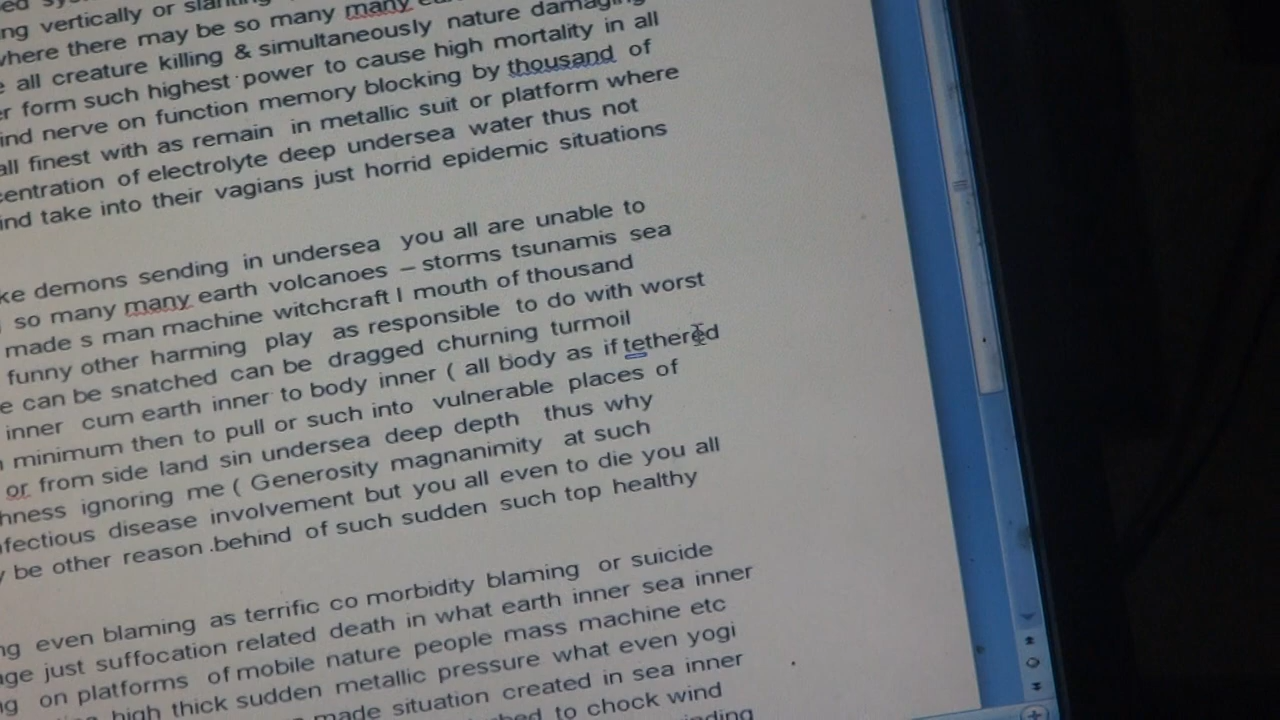 ng vertically or
where there may be so many many
all creature killing & simultaneously nature damaging
er form such highest power to cause high mortality in all
ind nerve on function memory blocking by thousand of
all finest with as remain in metallic suit or platform where
centration of electrolyte deep undersea water thus not
ind take into their vagians just horrid epidemic situations
ke demons sending in undersea you all are unable to
so many many earth volcanoes – storms tsunamis sea
made s man machine witchcraft I mouth of thousand
funny other harming play as responsible to do with worst
e can be snatched can be dragged churning turmoil
inner cum earth inner to body inner ( all body as if tethered
minimum then to pull or such into vulnerable places of
or from side land sin undersea deep depth thus why
hness ignoring me ( Generosity magnanimity at such
nfectious disease involvement but you all even to die you all
y be other reason .behind of such sudden such top healthy
ng even blaming as terrific co morbidity blaming or suicide
age just suffocation related death in what earth inner sea inner
ng on platforms of mobile nature people mass machine etc
high thick sudden metallic pressure what even yogi
made situation created in sea inner
to chock wind